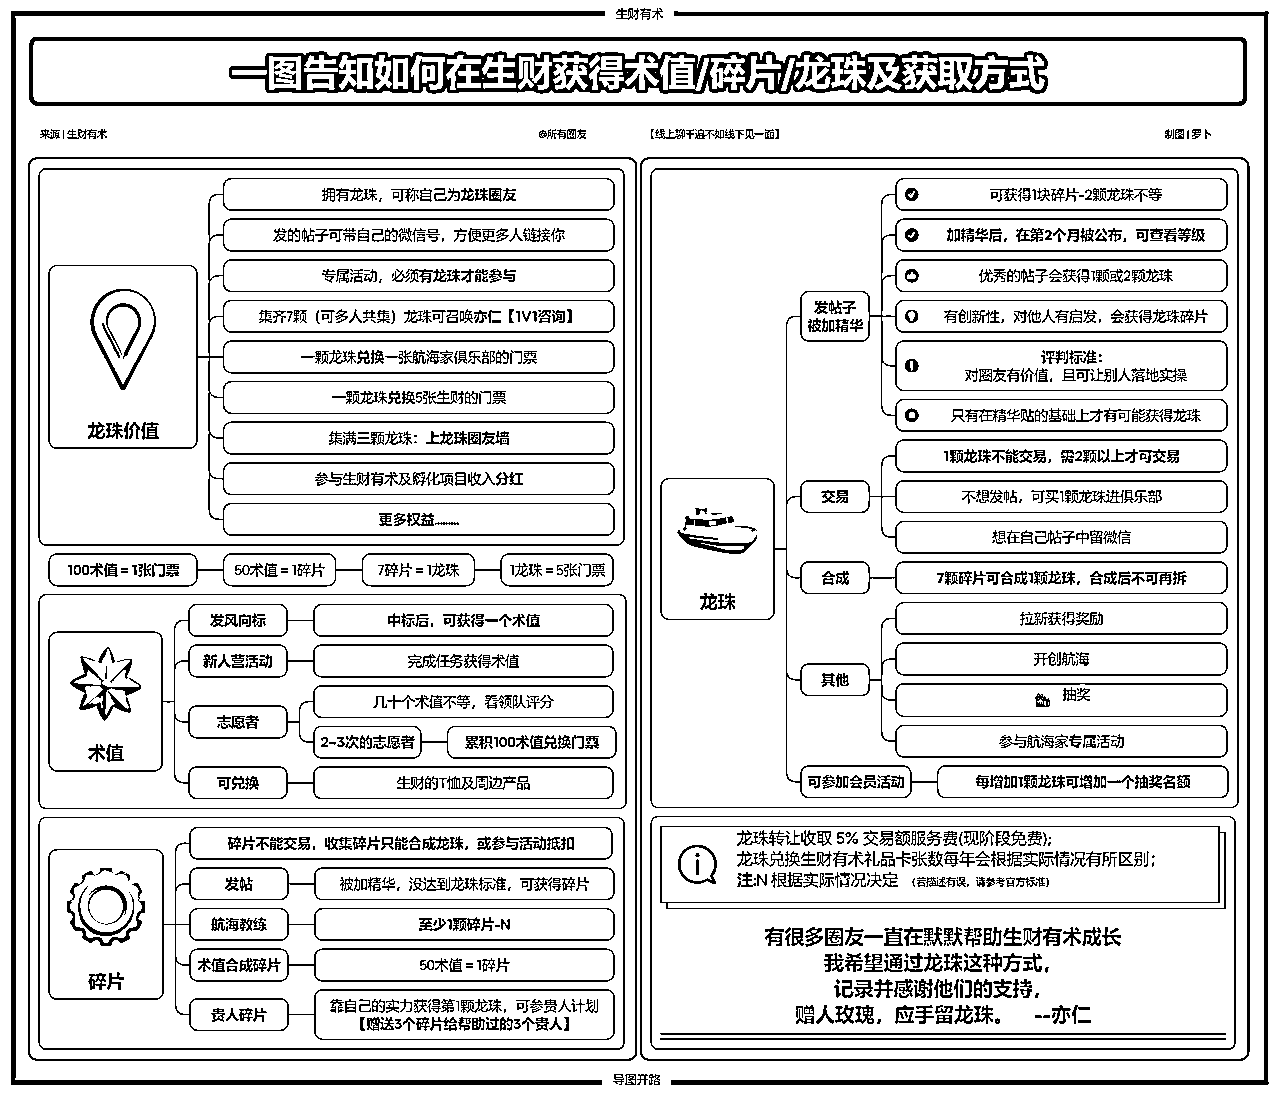 生财有术
一图告知如何在生财获得术值/碎片/龙珠及获取方式
来源 | 生财有术
@所有圈友
【线上聊千遍不如线下见一面】
制图 | 萝卜
龙珠价值
拥有龙珠，可称自己为龙珠圈友
发的帖子可带自己的微信号，方便更多人链接你
专属活动，必须有龙珠才能参与
集齐7颗（可多人共集）龙珠可召唤亦仁【1V1咨询】
一颗龙珠兑换一张航海家俱乐部的门票
一颗龙珠兑换5张生财的门票
集满三颗龙珠：上龙珠圈友墙
参与生财有术及孵化项目收入分红
更多权益........
100术值 = 1张门票
50术值 = 1碎片
7碎片 = 1龙珠
1龙珠 = 5张门票
术值
发风向标
中标后，可获得一个术值
新人营活动
完成任务获得术值
志愿者
几十个术值不等，看领队评分
2-3次的志愿者
累积100术值兑换门票
可兑换
生财的T恤及周边产品
碎片
碎片不能交易，收集碎片只能合成龙珠，或参与活动抵扣
发帖
被加精华，没达到龙珠标准，可获得碎片
航海教练
至少1颗碎片-N
术值合成碎片
50术值 = 1碎片
贵人碎片
靠自己的实力获得第1颗龙珠，可参贵人计划
【赠送3个碎片给帮助过的3个贵人】
龙珠
发帖子
被加精华
可获得1块碎片-2颗龙珠不等
加精华后，在第2个月被公布，可查看等级
优秀的帖子会获得1颗或2颗龙珠
有创新性，对他人有启发，会获得龙珠碎片
评判标准：
对圈友有价值，且可让别人落地实操
只有在精华贴的基础上才有可能获得龙珠
交易
1颗龙珠不能交易，需2颗以上才可交易
不想发帖，可买1颗龙珠进俱乐部
想在自己帖子中留微信
合成
7颗碎片可合成1颗龙珠，合成后不可再拆
其他
拉新获得奖励
开创航海
抽奖
参与航海家专属活动
可参加会员活动
每增加1颗龙珠可增加一个抽奖名额
龙珠转让收取 5% 交易额服务费(现阶段免费)；
龙珠兑换生财有术礼品卡张数每年会根据实际情况有所区别；
注:N 根据实际情况决定 （若描述有误，请参考官方标准）
有很多圈友一直在默默帮助生财有术成长
我希望通过龙珠这种方式，
记录并感谢他们的支持，
赠人玫瑰，应手留龙珠。 --亦仁
导图开路